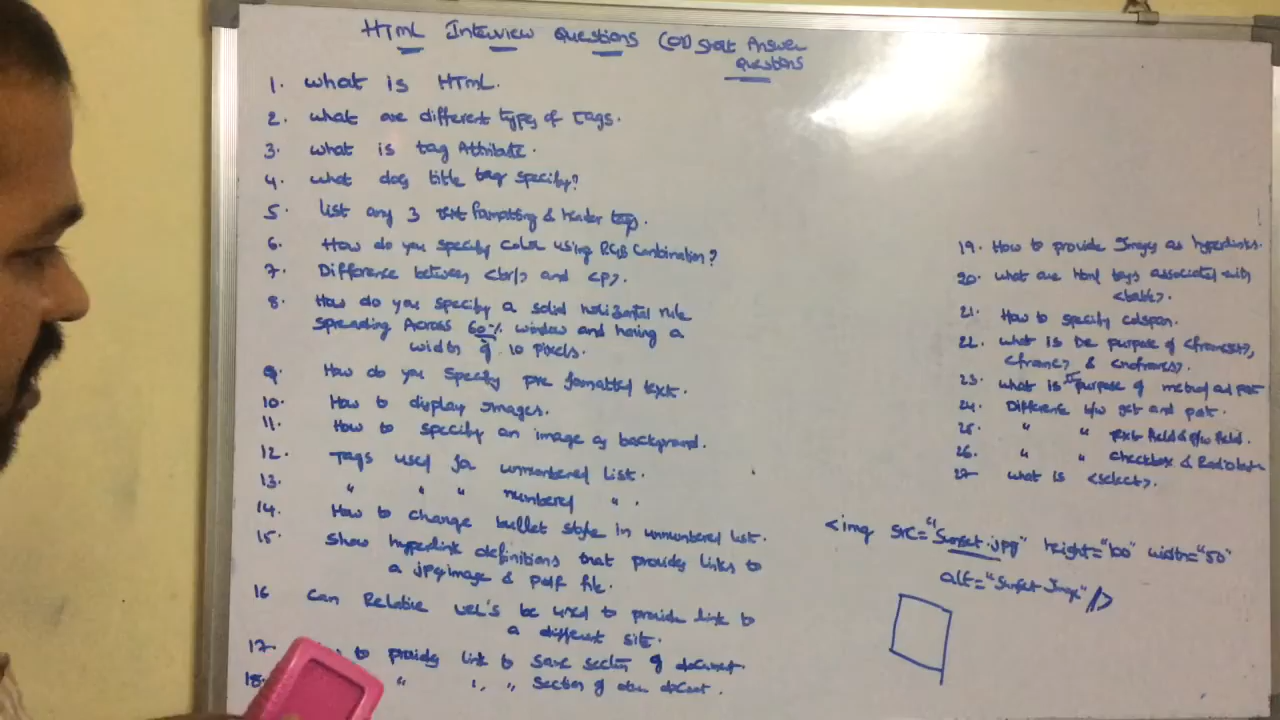 HTML Interview Questions (OR) Short Answer
Questions
1. What is HTML.
2. What are different types of Tags.
3. What is tag Attribute.
4. What does title tag specify?
5. List any 3 text formatting & header tags.
6. How do you specify color using RGB Combination?
7. Difference between <br/> and <p>.
8. How do you specify a solid horizontal rule
spreading Across 60% window and having a
width of 10 pixels.
9. How do you specify pre formatted text.
10. How to display Images.
11. How to specify an image as background.
12. Tags used for unnumbered List.
13. " " " numbered " .
14. How to change bullet style in unnumbered list.
15. Show hyperlink definitions that provides links to
a jpg image & pdf file.
16 Can Relative URL's be used to provide link to
a different site.
17. to provide link to same section of document.
18. " " " Section of other document.
19. How to provide Images as hyperlinks.
20. What are html tags associated with
<table>.
21. How to specify colspan.
22. What is the purpose of <frameset>,
<frame> & <noframes>.
23. What is the purpose of method and post
24. Difference b/w get and post.
25. " " text field & p/w field.
26. " " checkbox & Radiobutton
27 What is <select>.
<img src="Sunset.jpg" height="100" width="50"
alt="Sunset Image"/>